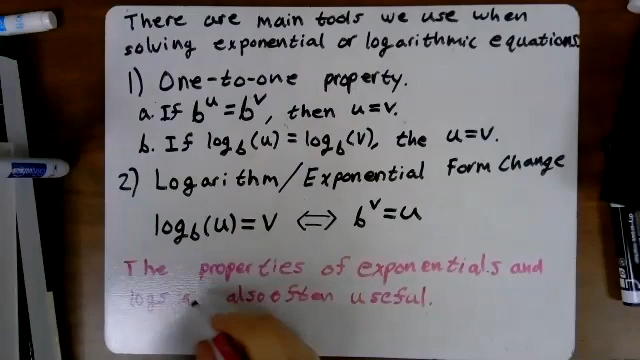 There are main tools we use when
solving exponential or logarithmic equations
1) One-to-one property.
a. If b^u = b^v, then u = v.
b. If log_b(u) = log_b(v), the u = v.
2) Logarithm/Exponential Form Change
log_b(u) = v ⇔ b^v = u
The properties of exponentials and
logs also often useful.